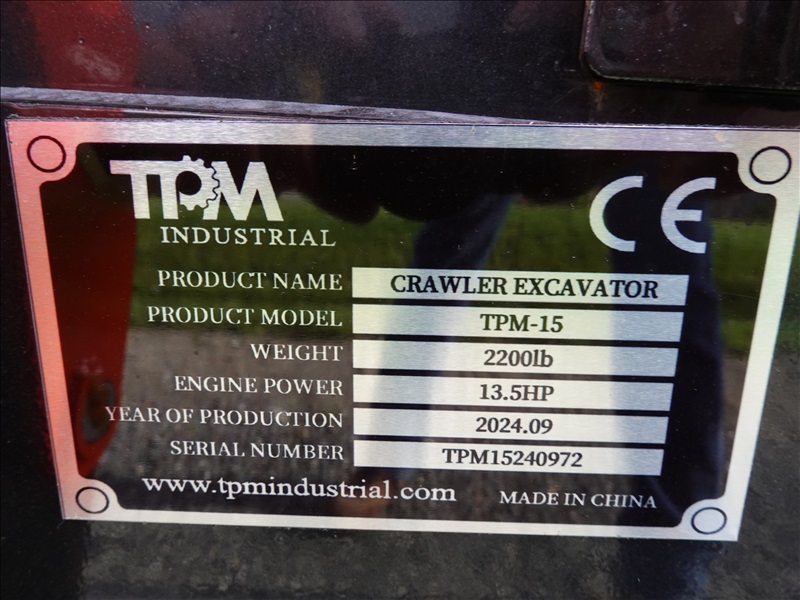 TPM
INDUSTRIAL
CE
PRODUCT NAME CRAWLER EXCAVATOR
PRODUCT MODEL TPM-15
WEIGHT 2200lb
ENGINE POWER 13.5HP
YEAR OF PRODUCTION 2024.09
SERIAL NUMBER TPM15240972
www.tpmindustrial.com MADE IN CHINA